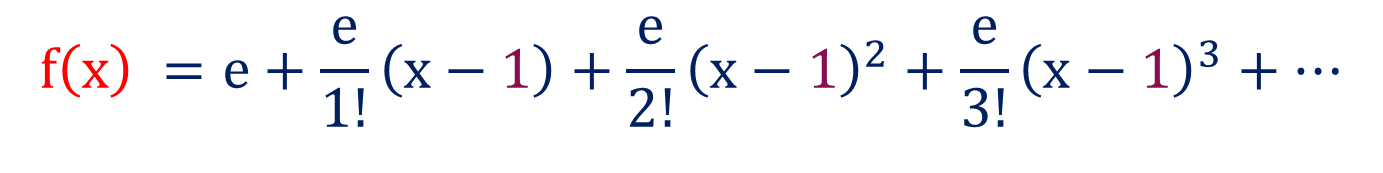 f(x) = e + e/1! (x − 1) + e/2! (x − 1)² + e/3! (x − 1)³ + ⋯